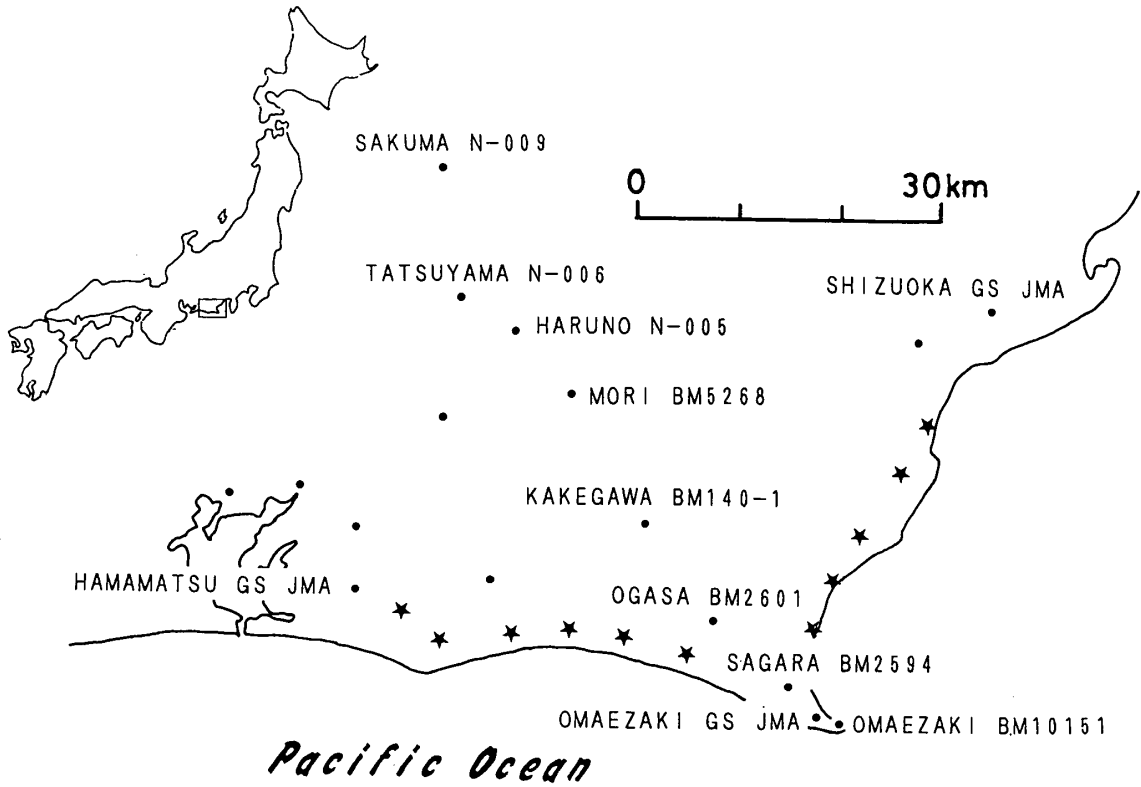 SAKUMA N-009
0 30km
TATSUYAMA N-006
SHIZUOKA GS JMA
HARUNO N-005
MORI BM5268
KAKEGAWA BM140-1
HAMAMATSU GS JMA
OGASA BM2601
SAGARA BM2594
OMAEZAKI GS JMA
OMAEZAKI BM10151
Pacific Ocean